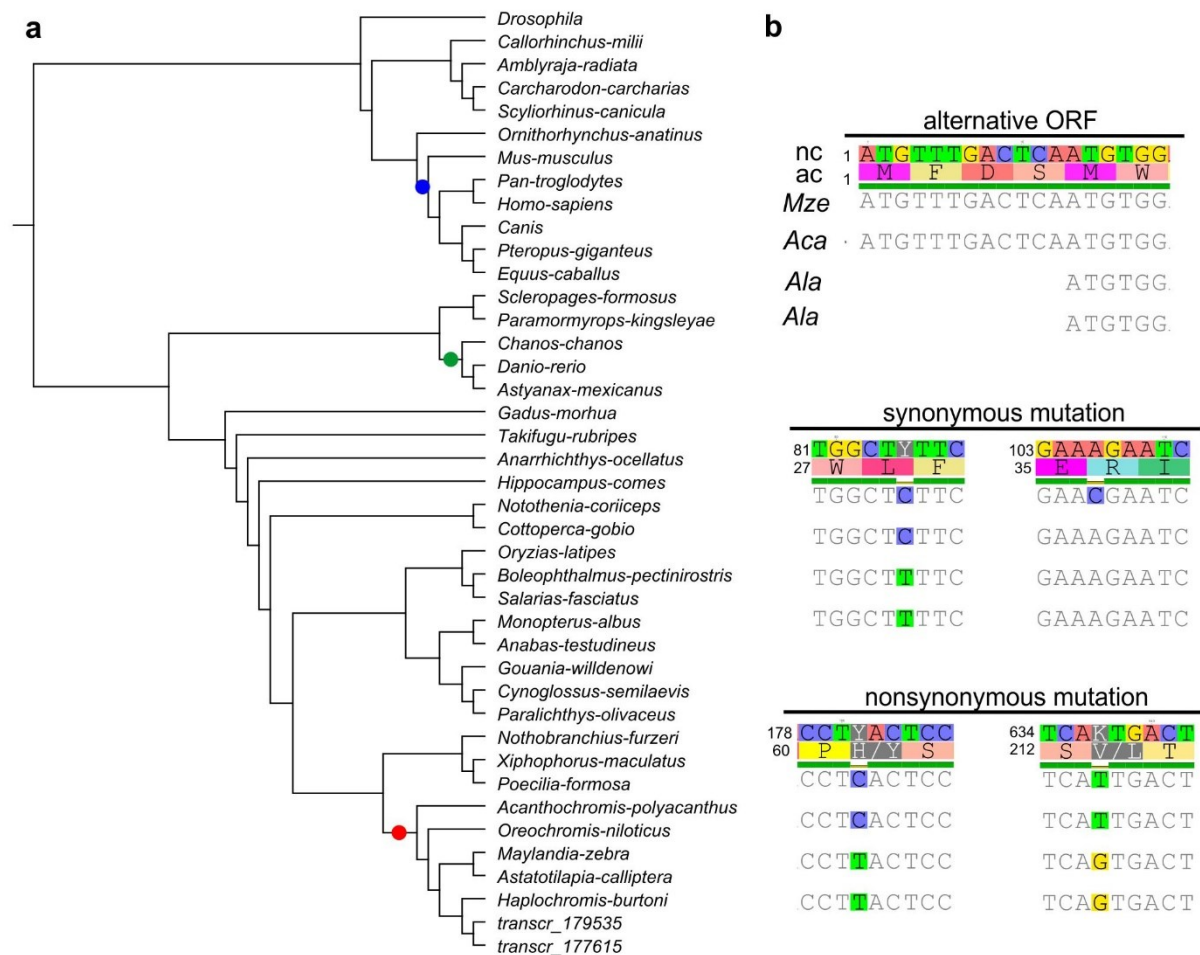 a
Drosophila
Callorhinchus-milii
Amblyraja-radiata
Carcharodon-carcharias
Scyliorhinus-canicula
Ornithorhynchus-anatinus
Mus-musculus
Pan-troglodytes
Homo-sapiens
Canis
Pteropus-giganteus
Equus-caballus
Scleropages-formosus
Paramormyrops-kingsleyae
Chanos-chanos
Danio-rerio
Astyanax-mexicanus
Gadus-morhua
Takifugu-rubripes
Anarrhichthys-ocellatus
Hippocampus-comes
Notothenia-coriiceps
Cottoperca-gobio
Oryzias-latipes
Boleophthalmus-pectinirostris
Salarias-fasciatus
Monopterus-albus
Anabas-testudineus
Gouania-willdenowi
Cynoglossus-semilaevis
Paralichthys-olivaceus
Nothobranchius-furzeri
Xiphophorus-maculatus
Poecilia-formosa
Acanthochromis-polyacanthus
Oreochromis-niloticus
Maylandia-zebra
Astatotilapia-calliptera
Haplochromis-burtoni
transcr_179535
transcr_177615
b
alternative ORF
nc 1 ATGTTTGACTCAATGTGG
ac 1 M F D S M W
Mze ATGTTTGACTCAATGTGG.
Aca ATGTTTGACTCAATGTGG.
Ala ATGTGG.
Ala ATGTGG.
synonymous mutation
81 TGGCTYTTC 103 GAAAGAATC
27 W L F 35 E R I
TGGCTCTTC GAACGAATC
TGGCTCTTC GAAAGAATC
TGGCTTTTC GAAAGAATC
TGGCTTTTC GAAAGAATC
nonsynonymous mutation
178 CCTYACTCC 634 TCAKTGACT
60 P H/Y S 212 S V/L T
CCTCACTCC TCATTGACT
CCTCACTCC TCATTGACT
CCTTACTCC TCAGTGACT
CCTTACTCC TCAGTGACT